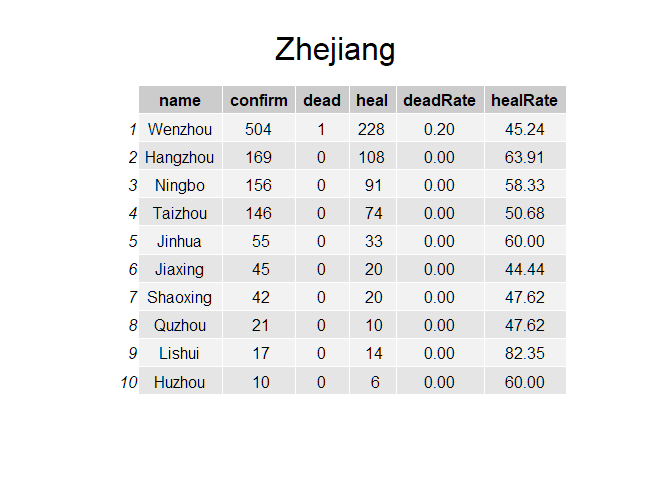 Zhejiang
name confirm dead heal deadRate healRate
1 Wenzhou 504 1 228 0.20 45.24
2 Hangzhou 169 0 108 0.00 63.91
3 Ningbo 156 0 91 0.00 58.33
4 Taizhou 146 0 74 0.00 50.68
5 Jinhua 55 0 33 0.00 60.00
6 Jiaxing 45 0 20 0.00 44.44
7 Shaoxing 42 0 20 0.00 47.62
8 Quzhou 21 0 10 0.00 47.62
9 Lishui 17 0 14 0.00 82.35
10 Huzhou 10 0 6 0.00 60.00